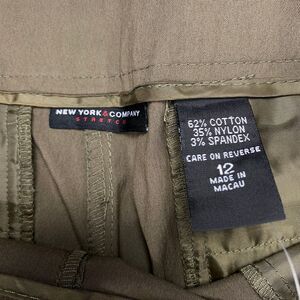 NEW YORK & COMPANY
STRETCH
62% COTTON
35% NYLON
3% SPANDEX
CARE ON REVERSE
12
MADE IN
MACAU